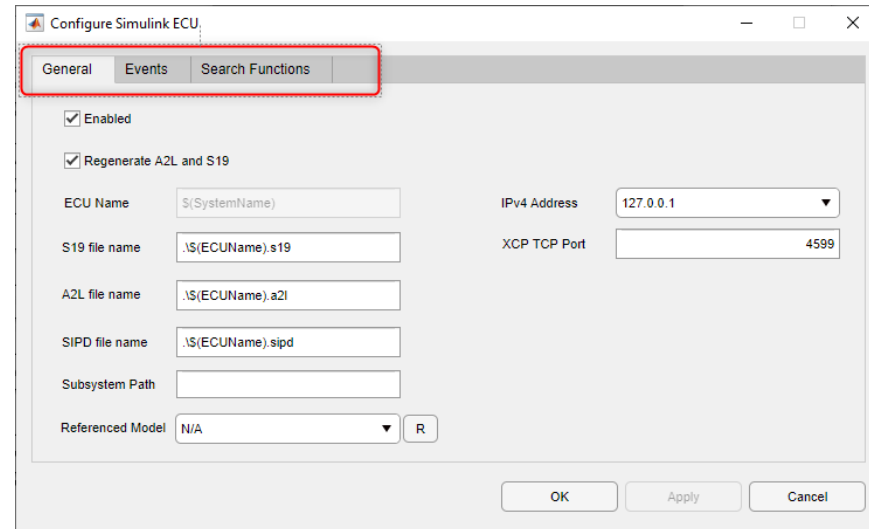 Configure Simulink ECU
General Events Search Functions
Enabled
Regenerate A2L and S19
ECU Name $(SystemName) IPv4 Address 127.0.0.1
S19 file name .\$(ECUName).s19 XCP TCP Port 4599
A2L file name .\$(ECUName).a2l
SIPD file name .\$(ECUName).sipd
Subsystem Path
Referenced Model N/A R
OK Apply Cancel